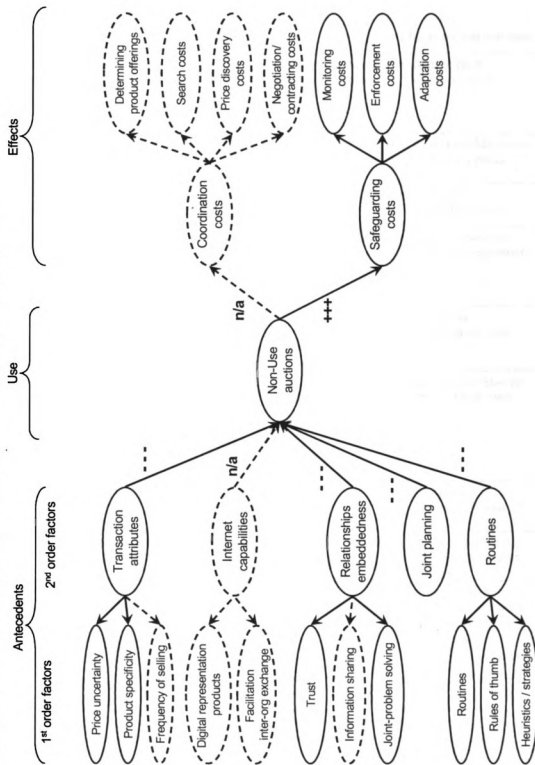 Antecedents
Use
Effects
1st order factors
2nd order factors
Price uncertainty
Product specificity
Frequency of selling
Transaction
attributes
---
Digital representation
products
Facilitation
inter-org exchange
Internet
capabilities
n/a
Trust
Information sharing
Joint-problem solving
Relationships
embeddedness
---
Joint planning
---
Routines
Rules of thumb
Heuristics / strategies
Routines
---
Non-Use
auctions
n/a
+++
Coordination
costs
Determining
product offerings
Search costs
Price discovery
costs
Negotiation/
contracting costs
Safeguarding
costs
Monitoring
costs
Enforcement
costs
Adaptation
costs